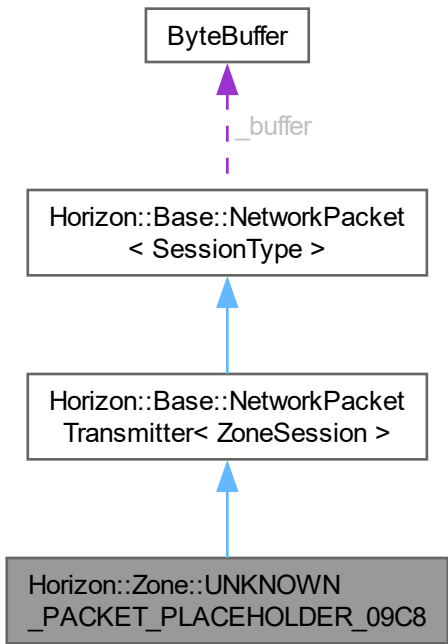 ByteBuffer
_buffer
Horizon::Base::NetworkPacket
< SessionType >
Horizon::Base::NetworkPacket
Transmitter< ZoneSession >
Horizon::Zone::UNKNOWN
_PACKET_PLACEHOLDER_09C8